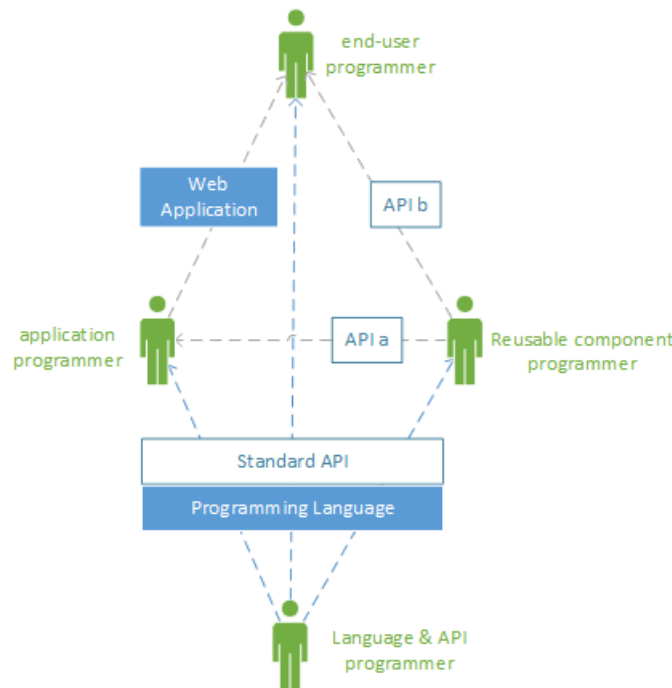 end-user
programmer
Web
Application
API b
application
programmer
API a
Reusable component
programmer
Standard API
Programming Language
Language & API
programmer